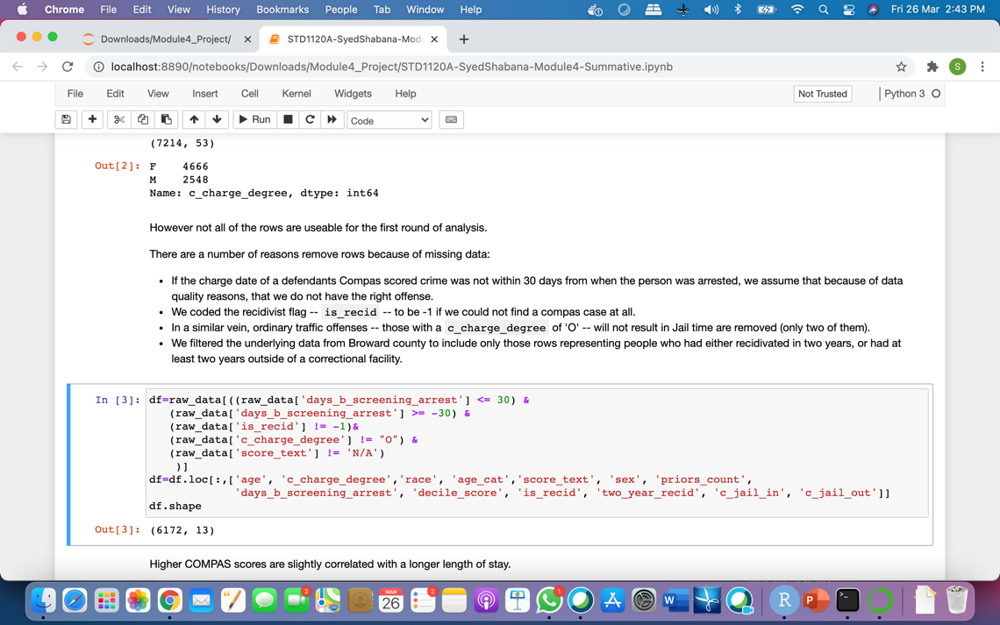 Chrome File Edit View History Bookmarks People Tab Window Help Fri 26 Mar 2:43 PM
Downloads/Module4_Project/ STD1120A-SyedShabana-Mod
localhost:8890/notebooks/Downloads/Module4_Project/STD1120A-SyedShabana-Module4-Summative.ipynb S
File Edit View Insert Cell Kernel Widgets Help Not Trusted Python 3
Run Code
(7214, 53)
Out[2]: F 4666
M 2548
Name: c_charge_degree, dtype: int64
However not all of the rows are useable for the first round of analysis.
There are a number of reasons remove rows because of missing data:
• If the charge date of a defendants Compas scored crime was not within 30 days from when the person was arrested, we assume that because of data
quality reasons, that we do not have the right offense.
• We coded the recidivist flag -- is_recid -- to be -1 if we could not find a compas case at all.
• In a similar vein, ordinary traffic offenses -- those with a c_charge_degree of 'O' -- will not result in Jail time are removed (only two of them).
• We filtered the underlying data from Broward county to include only those rows representing people who had either recidivated in two years, or had at
least two years outside of a correctional facility.
In [3]: df=raw_data[((raw_data['days_b_screening_arrest'] <= 30) &
(raw_data['days_b_screening_arrest'] >= -30) &
(raw_data['is_recid'] != -1)&
(raw_data['c_charge_degree'] != "O") &
(raw_data['score_text'] != 'N/A')
)]
df=df.loc[:,['age', 'c_charge_degree','race', 'age_cat','score_text', 'sex', 'priors_count',
'days_b_screening_arrest', 'decile_score', 'is_recid', 'two_year_recid', 'c_jail_in', 'c_jail_out']]
df.shape
Out[3]: (6172, 13)
Higher COMPAS scores are slightly correlated with a longer length of stay.
2 MAR 26 2 1 W R P